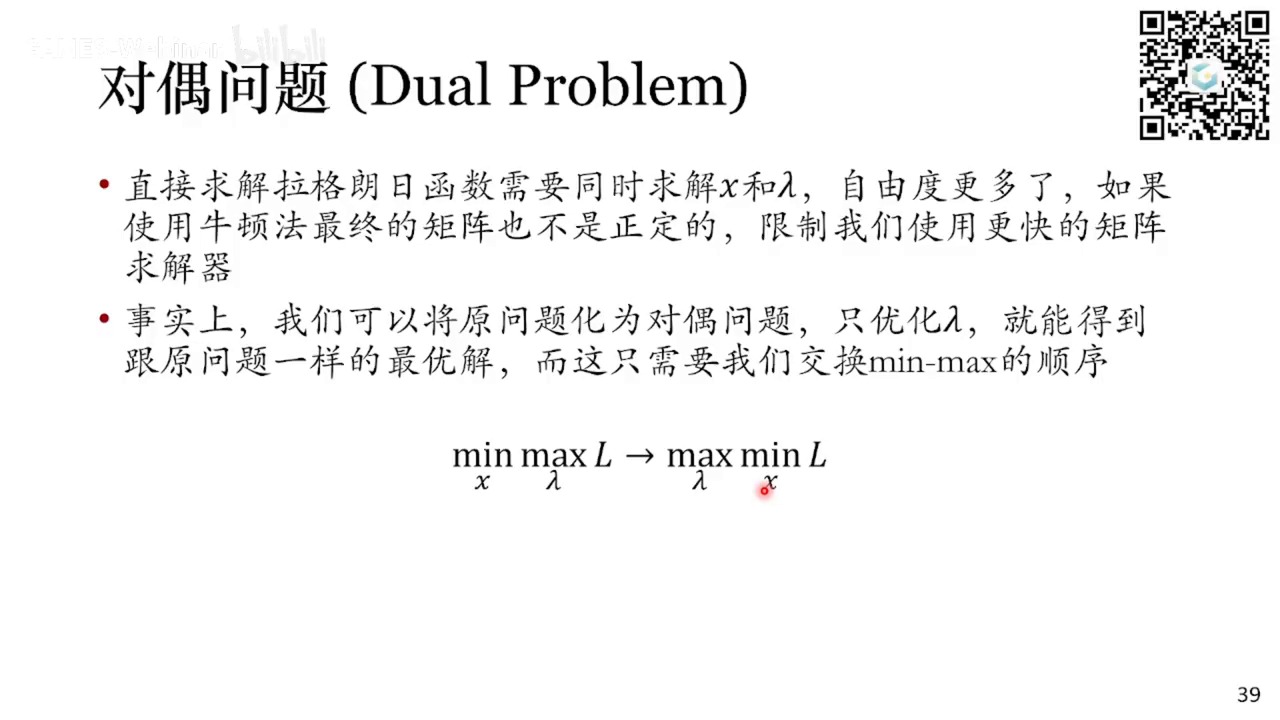 对偶问题 (Dual Problem)
• 直接求解拉格朗日函数需要同时求解x和λ，自由度更多了，如果
使用牛顿法最终的矩阵也不是正定的，限制我们使用更快的矩阵
求解器
• 事实上，我们可以将原问题化为对偶问题，只优化λ，就能得到
跟原问题一样的最优解，而这只需要我们交换min-max的顺序
min max L → max min L
x λ λ x
39